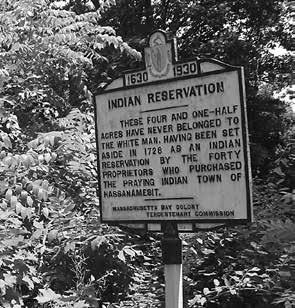 1630 1930
INDIAN RESERVATION
THESE FOUR AND ONE-HALF
ACRES HAVE NEVER BELONGED TO
THE WHITE MAN, HAVING BEEN SET
ASIDE IN 1728 AS AN INDIAN
RESERVATION BY THE FORTY
PROPRIETORS WHO PURCHASED
THE PRAYING INDIAN TOWN OF
HASSANAMESIT.
MASSACHUSETTS BAY COLONY
TERCENTENARY COMMISSION